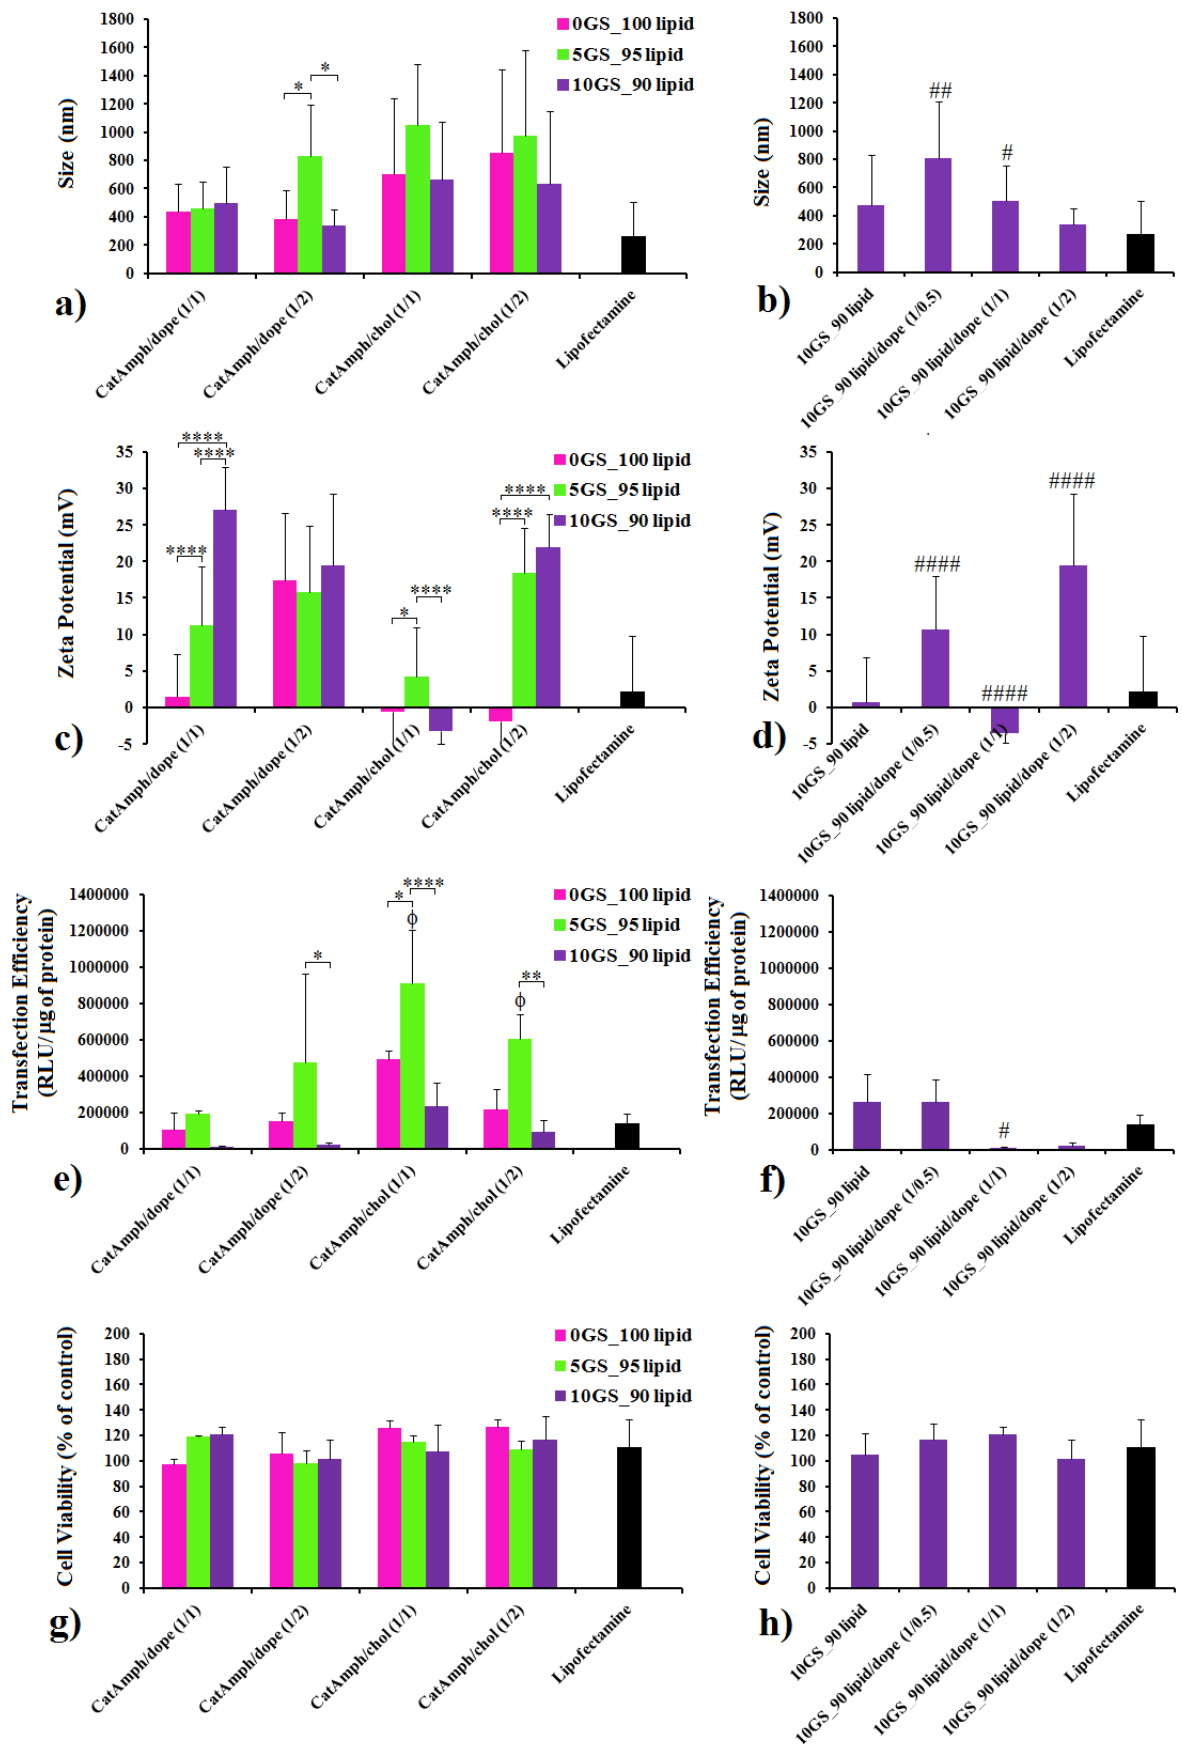 1800
1600
1400
1200
1000
800
600
400
200
0
Size (nm)
0GS_100 lipid
5GS_95 lipid
10GS_90 lipid
*
*
CatAmph/dope (1/1)
CatAmph/dope (1/2)
CatAmph/chol (1/1)
CatAmph/chol (1/2)
Lipofectamine
a)
1800
1600
1400
1200
1000
800
600
400
200
0
Size (nm)
##
#
10GS_90 lipid
10GS_90 lipid/dope (1/0.5)
10GS_90 lipid/dope (1/1)
10GS_90 lipid/dope (1/2)
Lipofectamine
b)
35
30
25
20
15
10
5
0
-5
Zeta Potential (mV)
0GS_100 lipid
5GS_95 lipid
10GS_90 lipid
****
****
****
*
****
****
****
CatAmph/dope (1/1)
CatAmph/dope (1/2)
CatAmph/chol (1/1)
CatAmph/chol (1/2)
Lipofectamine
c)
35
30
25
20
15
10
5
0
-5
Zeta Potential (mV)
####
####
####
10GS_90 lipid
10GS_90 lipid/dope (1/0.5)
10GS_90 lipid/dope (1/1)
10GS_90 lipid/dope (1/2)
Lipofectamine
d)
1400000
1200000
1000000
800000
600000
400000
200000
0
Transfection Efficiency
(RLU/µg of protein)
0GS_100 lipid
5GS_95 lipid
10GS_90 lipid
*
*
****
ϕ
**
ϕ
CatAmph/dope (1/1)
CatAmph/dope (1/2)
CatAmph/chol (1/1)
CatAmph/chol (1/2)
Lipofectamine
e)
1400000
1200000
1000000
800000
600000
400000
200000
0
Transfection Efficiency
(RLU/µg of protein)
#
10GS_90 lipid
10GS_90 lipid/dope (1/0.5)
10GS_90 lipid/dope (1/1)
10GS_90 lipid/dope (1/2)
Lipofectamine
f)
200
180
160
140
120
100
80
60
40
20
0
Cell Viability (% of control)
0GS_100 lipid
5GS_95 lipid
10GS_90 lipid
CatAmph/dope (1/1)
CatAmph/dope (1/2)
CatAmph/chol (1/1)
CatAmph/chol (1/2)
Lipofectamine
g)
200
180
160
140
120
100
80
60
40
20
0
Cell Viability (% of control)
10GS_90 lipid
10GS_90 lipid/dope (1/0.5)
10GS_90 lipid/dope (1/1)
10GS_90 lipid/dope (1/2)
Lipofectamine
h)